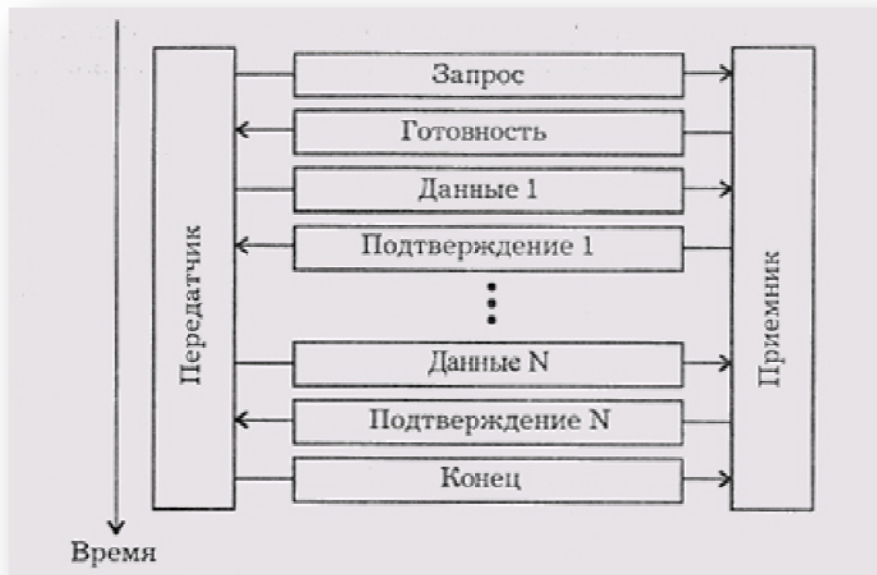 Запрос
Готовность
Данные 1
Подтверждение 1
Данные N
Подтверждение N
Конец
Передатчик
Приемник
Время